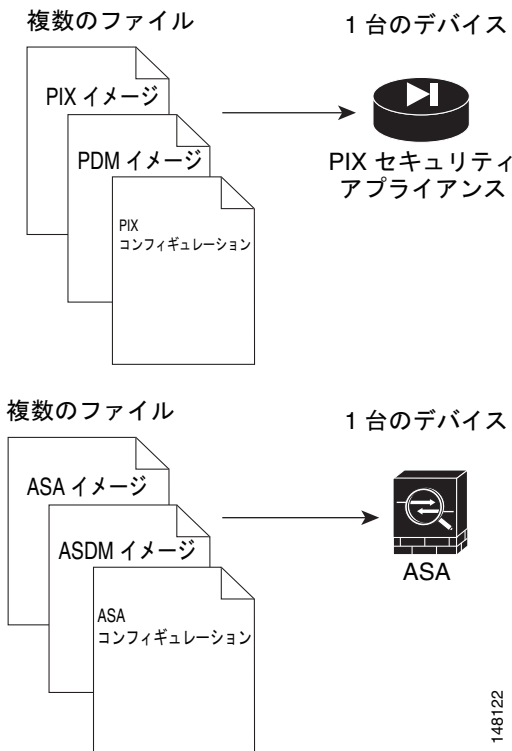 複数のファイル
1 台のデバイス
PIX イメージ
PDM イメージ
PIX
コンフィギュレーション
PIX セキュリティ
アプライアンス
複数のファイル
1 台のデバイス
ASA イメージ
ASDM イメージ
ASA
コンフィギュレーション
ASA
148122